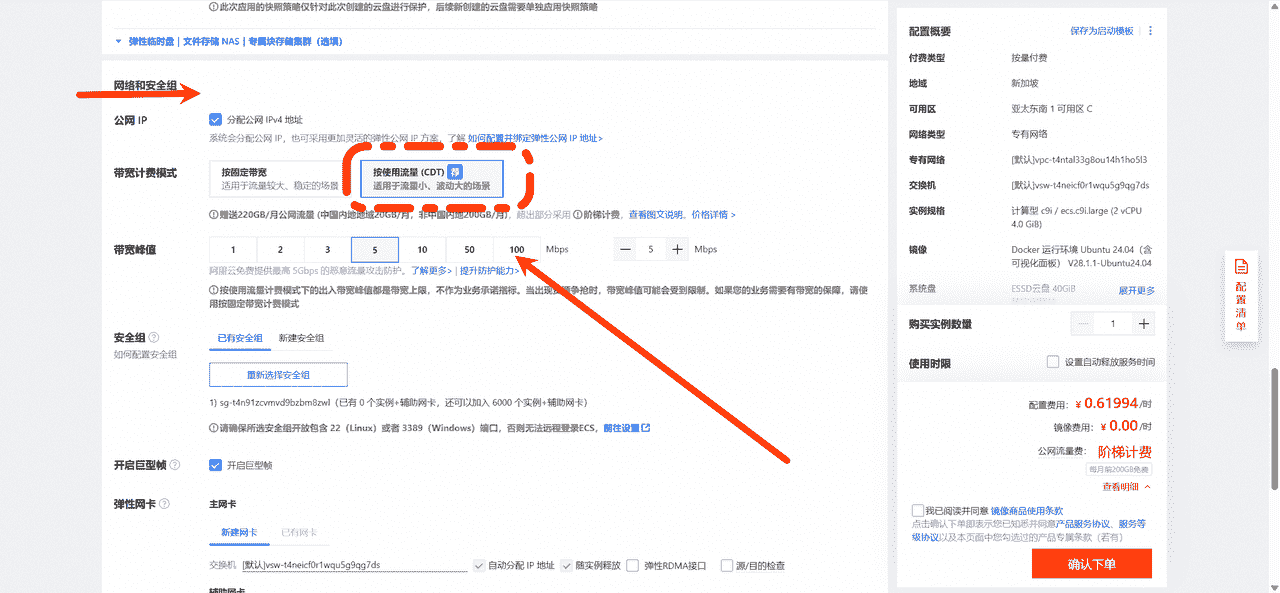 ①此次应用的快照策略仅针对此次创建的云盘进行保护，后续新创建的云盘需要单独应用快照策略
弹性临时盘 | 文件存储 NAS | 专属块存储集群（选填）
网络和安全组
公网 IP
分配公网 IPv4 地址
系统会分配公网 IP，也可采用更加灵活的弹性公网 IP 方案，了解 如何配置并绑定弹性公网 IP 地址>
带宽计费模式
按固定带宽
适用于流量较大、稳定的场景
按使用流量 (CDT) 荐
适用于流量小、波动大的场景
①赠送220GB/月公网流量 (中国内地地域20GB/月，非中国内地200GB/月)，超出部分采用 ①阶梯计费，查看图文说明、价格详情 >
带宽峰值
1 2 3 5 10 50 100 Mbps
— 5 + Mbps
阿里云免费提供最高 5Gbps 的恶意流量攻击防护。了解更多> | 提升防护能力>
①按使用流量计费模式下的出入带宽峰值都是带宽上限，不作为业务承诺指标。当出现资源争抢时，带宽峰值可能会受到限制。如果您的业务需要有带宽的保障，请使
用按固定带宽计费模式
安全组 ?
如何配置安全组
已有安全组 新建安全组
重新选择安全组
1) sg-t4n91zcvmvd9bzbm8zwl（已有 0 个实例+辅助网卡，还可以加入 6000 个实例+辅助网卡）
①请确保所选安全组开放包含 22（Linux）或者 3389（Windows）端口，否则无法远程登录ECS，前往设置
开启巨型帧 ?
开启巨型帧
弹性网卡 ?
主网卡
新建网卡 已有网卡
交换机 [默认]vsw-t4neicf0r1wqu5g9qg7ds
自动分配 IP 地址 随实例释放 弹性RDMA接口 源/目的检查
辅助网卡
配置概要 保存为启动模板
付费类型 按量付费
地域 新加坡
可用区 亚太东南 1 可用区 C
网络类型 专有网络
专有网络 [默认]vpc-t4ntal33g8ou14h1ho5l3
交换机 [默认]vsw-t4neicf0r1wqu5g9qg7ds
实例规格 计算型 c9i / ecs.c9i.large (2 vCPU
4.0 GiB)
镜像 Docker 运行环境 Ubuntu 24.04（含
可视化面板） V28.1.1-Ubuntu24.04
系统盘 ESSD云盘 40GiB
展开更多
购买实例数量 — 1 +
使用时限 设置自动释放服务时间
配置费用：¥ 0.61994 /时
镜像费用：¥ 0.00 /时
公网流量费： 阶梯计费
每月前200GB免费
查看明细
我已阅读并同意 镜像商品使用条款
点击确认下单即表示您已知悉并同意产品服务协议、服务等
级协议以及本页面中您勾选过的产品专属条款（若有）
确认下单
配置清单